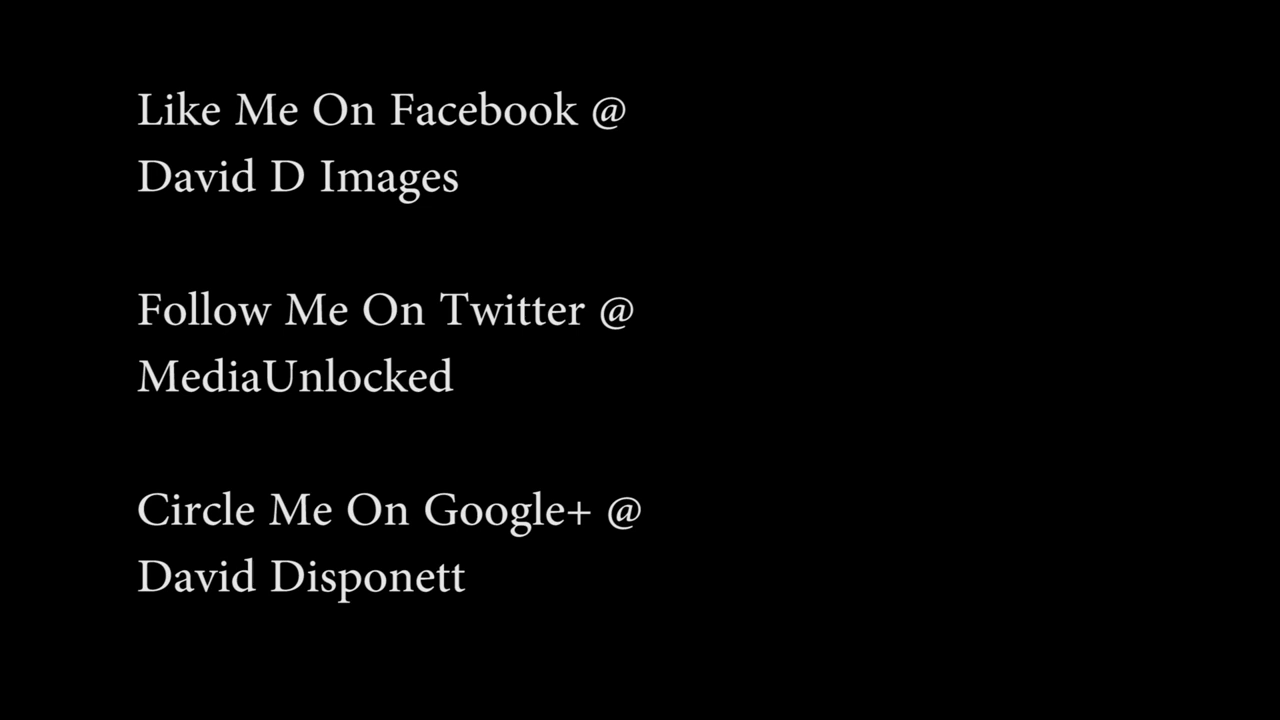 Like Me On Facebook @
David D Images
Follow Me On Twitter @
MediaUnlocked
Circle Me On Google+ @
David Disponett